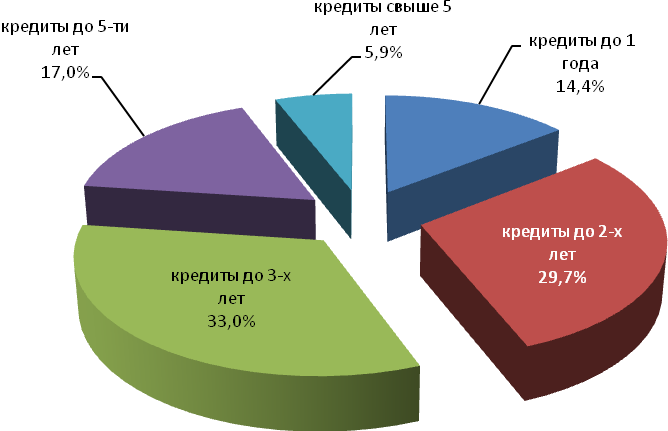 кредиты свыше 5
лет
5,9%
кредиты до 1
года
14,4%
кредиты до 5-ти
лет
17,0%
кредиты до 2-х
лет
29,7%
кредиты до 3-х
лет
33,0%